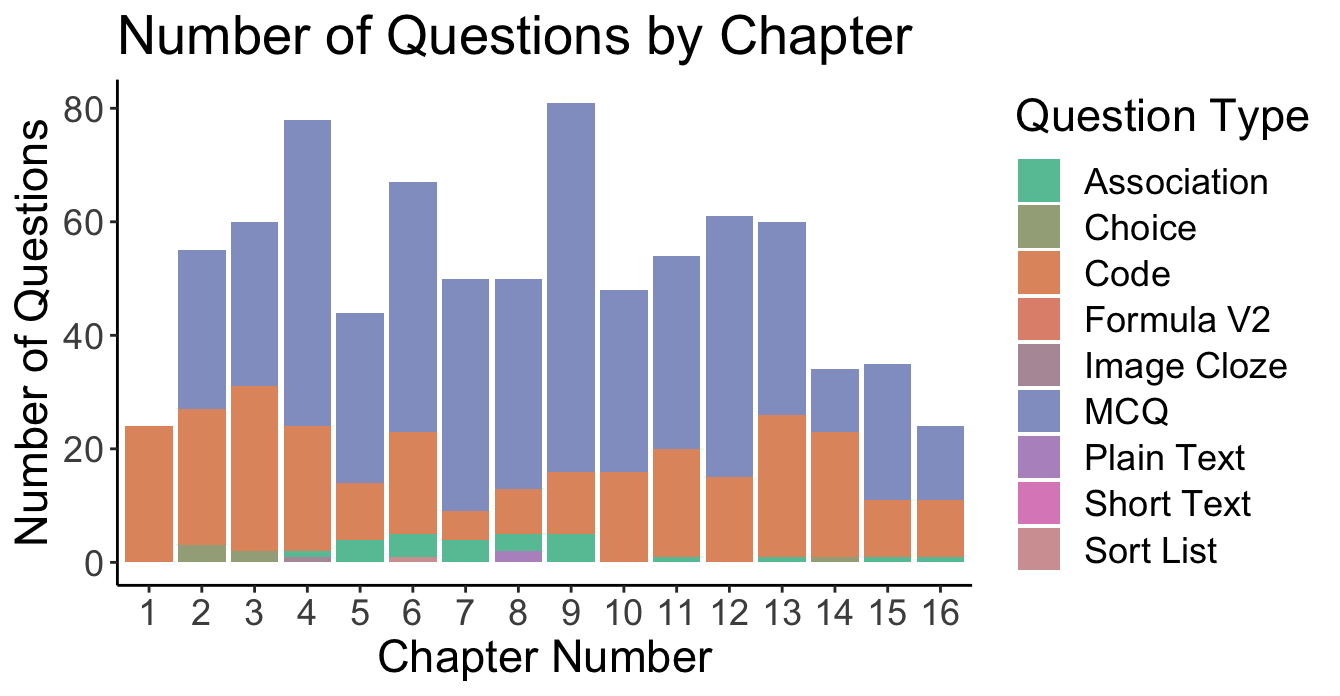 Number of Questions by Chapter
Number of Questions
80
60
40
20
0
1 2 3 4 5 6 7 8 9 10 11 12 13 14 15 16
Chapter Number
Question Type
Association
Choice
Code
Formula V2
Image Cloze
MCQ
Plain Text
Short Text
Sort List